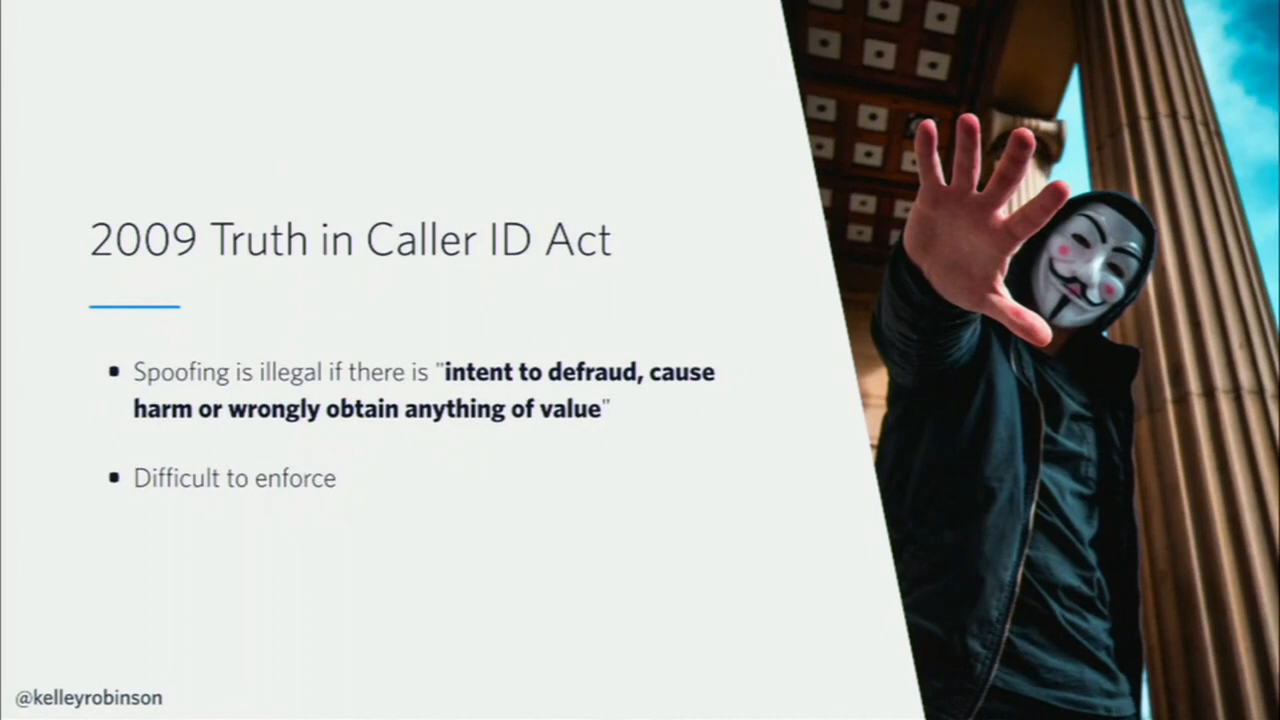 2009 Truth in Caller ID Act
Spoofing is illegal if there is "intent to defraud, cause
harm or wrongly obtain anything of value"
Difficult to enforce
@kelleyrobinson